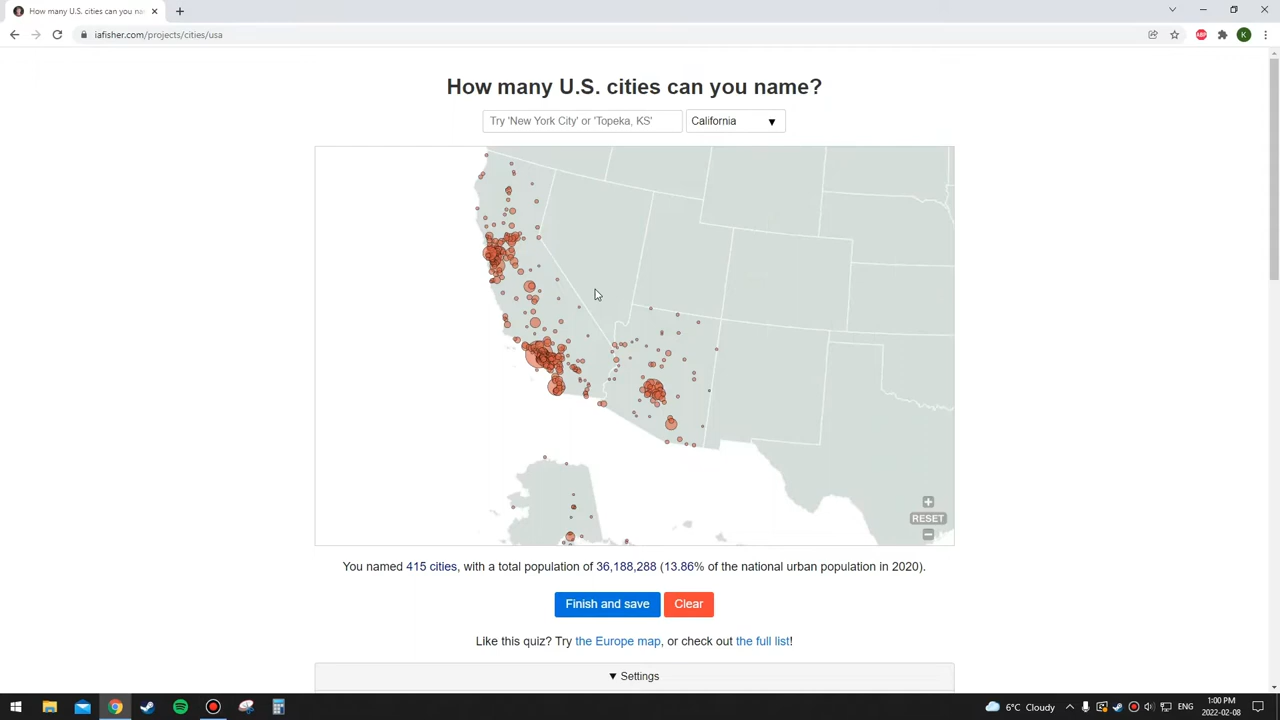 How many U.S. cities can you na
iafisher.com/projects/cities/usa
ABP
K
How many U.S. cities can you name?
Try 'New York City' or 'Topeka, KS'
California ▼
+
RESET
−
You named 415 cities, with a total population of 36,188,288 (13.86% of the national urban population in 2020).
Finish and save
Clear
Like this quiz? Try the Europe map, or check out the full list!
▼ Settings
6°C Cloudy
ENG
1:00 PM
2022-02-08